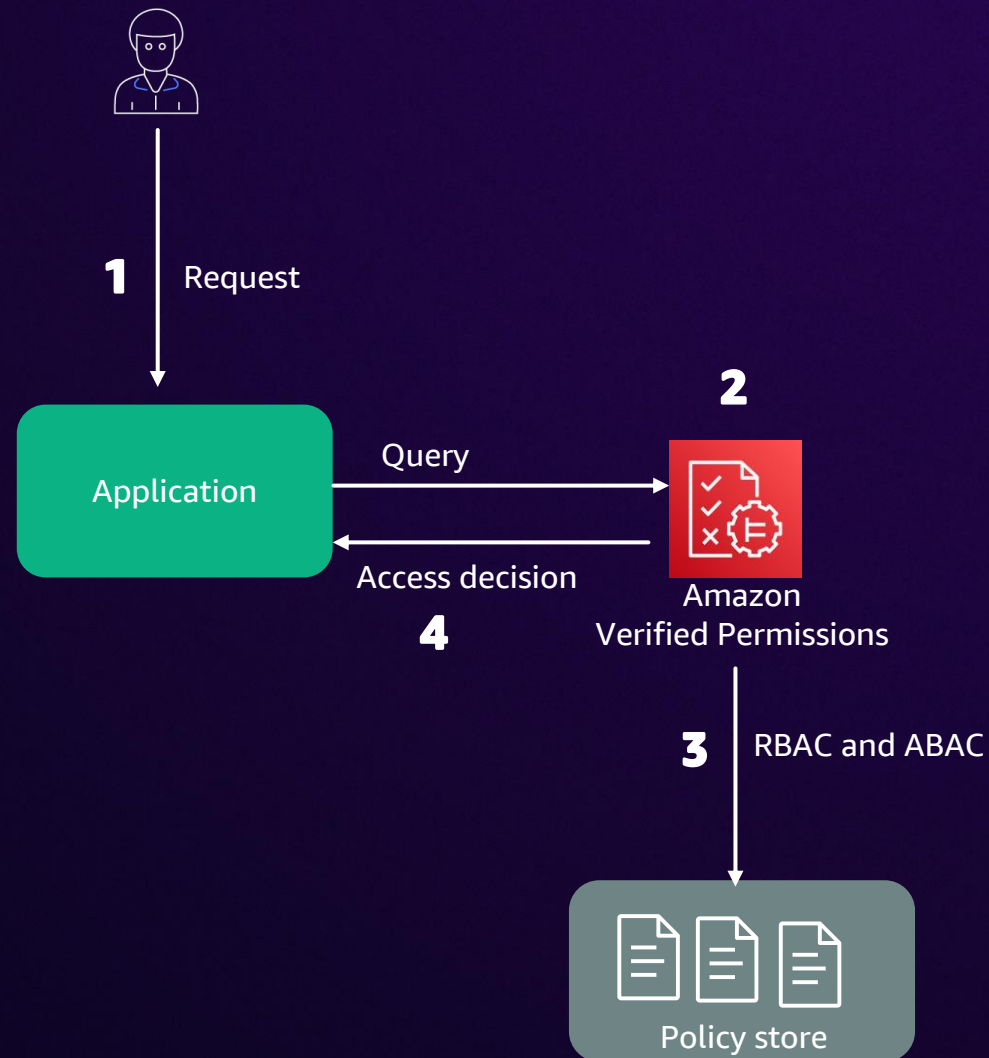 1
Request
2
Query
Application
Access decision
4
Amazon
Verified Permissions
3
RBAC and ABAC
Policy store